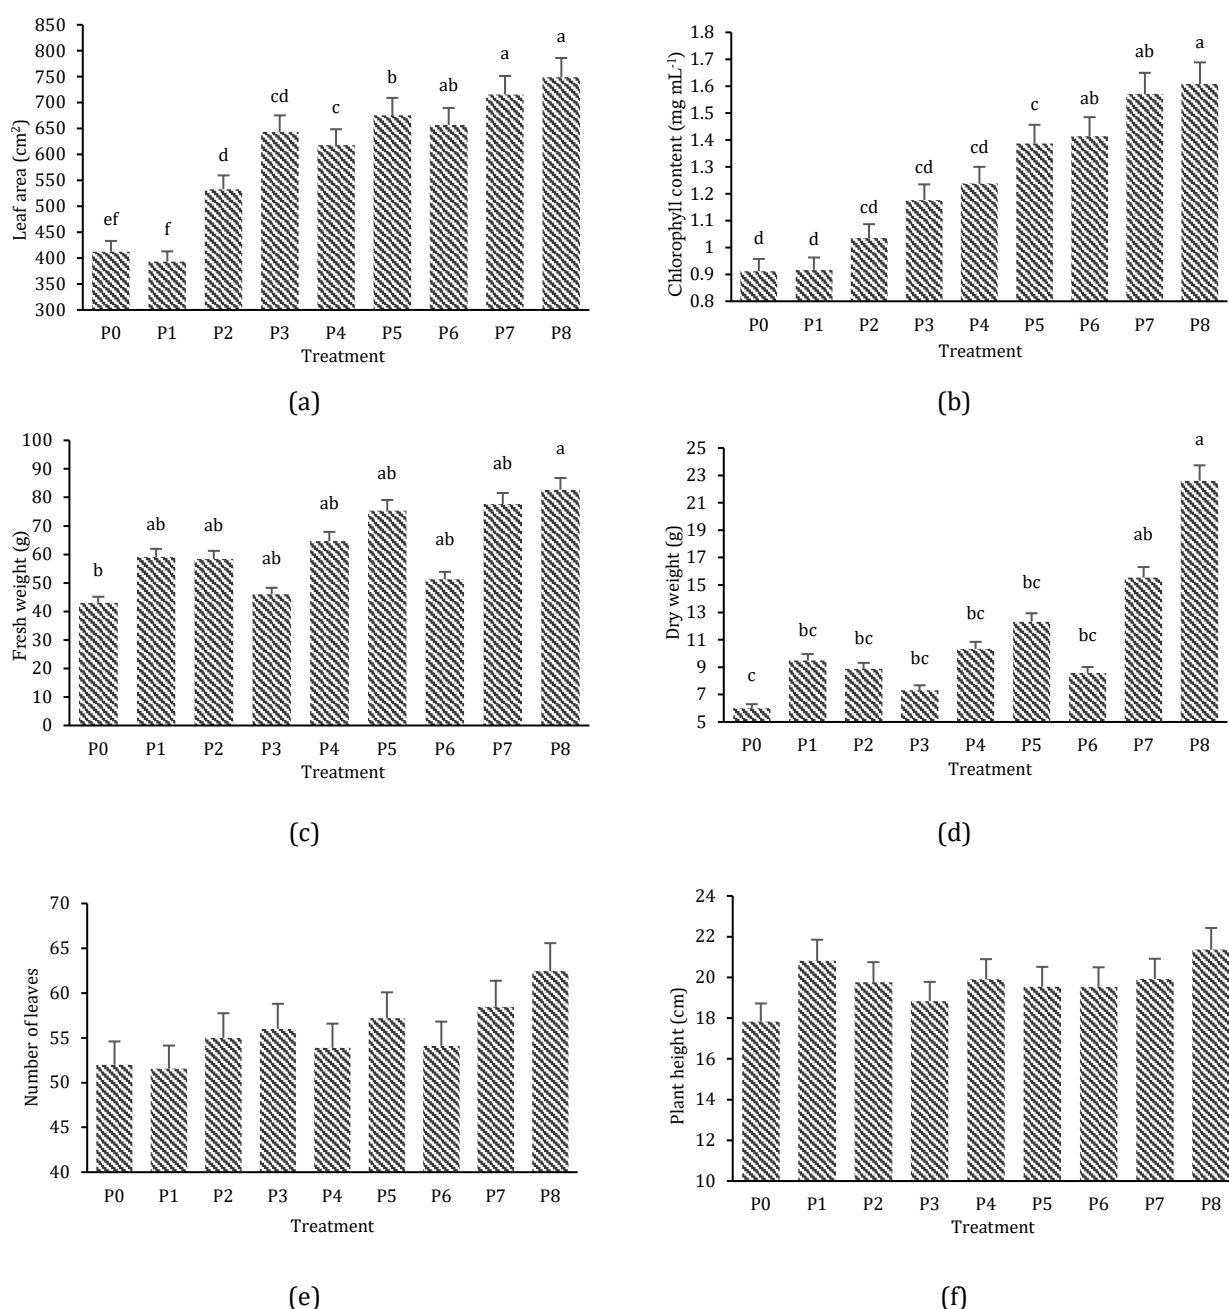 850
800
750
700
650
600
550
500
450
400
350
300
Leaf area (cm²)
ef
f
d
cd
c
b
ab
a
a
P0 P1 P2 P3 P4 P5 P6 P7 P8
Treatment
(a)
1.8
1.7
1.6
1.5
1.4
1.3
1.2
1.1
1
0.9
0.8
Chlorophyll content (mg mL⁻¹)
d
d
cd
cd
cd
c
ab
ab
a
P0 P1 P2 P3 P4 P5 P6 P7 P8
Treatment
(b)
100
90
80
70
60
50
40
30
20
10
0
Fresh weight (g)
b
ab
ab
ab
ab
ab
ab
ab
a
P0 P1 P2 P3 P4 P5 P6 P7 P8
Treatment
(c)
25
23
21
19
17
15
13
11
9
7
5
Dry weight (g)
c
bc
bc
bc
bc
bc
bc
ab
a
P0 P1 P2 P3 P4 P5 P6 P7 P8
Treatment
(d)
70
65
60
55
50
45
40
Number of leaves
P0 P1 P2 P3 P4 P5 P6 P7 P8
Treatment
(e)
24
22
20
18
16
14
12
10
Plant height (cm)
P0 P1 P2 P3 P4 P5 P6 P7 P8
Treatment
(f)